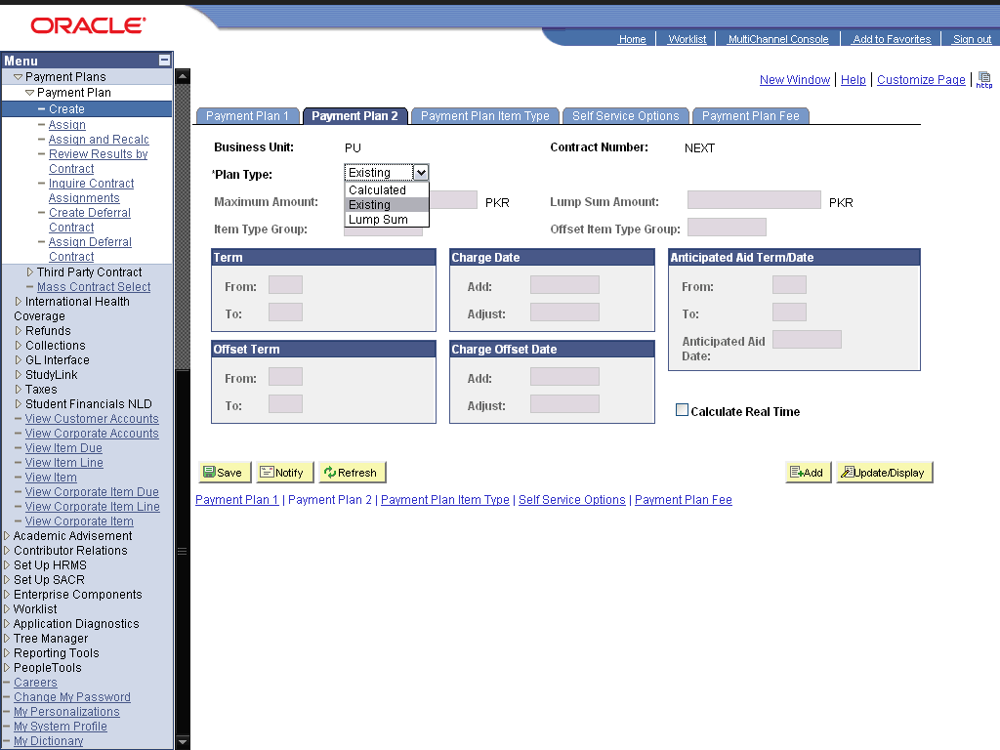 ORACLE®
Home
Worklist
MultiChannel Console
Add to Favorites
Sign out
Menu
Payment Plans
Payment Plan
Create
Assign
Assign and Recalc
Review Results by
Contract
Inquire Contract
Assignments
Create Deferral
Contract
Assign Deferral
Contract
Third Party Contract
Mass Contract Select
International Health
Coverage
Refunds
Collections
GL Interface
StudyLink
Taxes
Student Financials NLD
View Customer Accounts
View Corporate Accounts
View Item Due
View Item Line
View Item
View Corporate Item Due
View Corporate Item Line
View Corporate Item
Academic Advisement
Contributor Relations
Set Up HRMS
Set Up SACR
Enterprise Components
Worklist
Application Diagnostics
Tree Manager
Reporting Tools
PeopleTools
Careers
Change My Password
My Personalizations
My System Profile
My Dictionary
New Window | Help | Customize Page | http
Payment Plan 1
Payment Plan 2
Payment Plan Item Type
Self Service Options
Payment Plan Fee
Business Unit: PU Contract Number: NEXT
*Plan Type: Existing
Calculated
Existing
Lump Sum
Maximum Amount: PKR Lump Sum Amount: PKR
Item Type Group: Offset Item Type Group:
Term
From:
To:
Charge Date
Add:
Adjust:
Anticipated Aid Term/Date
From:
To:
Anticipated Aid
Date:
Offset Term
From:
To:
Charge Offset Date
Add:
Adjust:
Calculate Real Time
Save Notify Refresh Add Update/Display
Payment Plan 1 | Payment Plan 2 | Payment Plan Item Type | Self Service Options | Payment Plan Fee